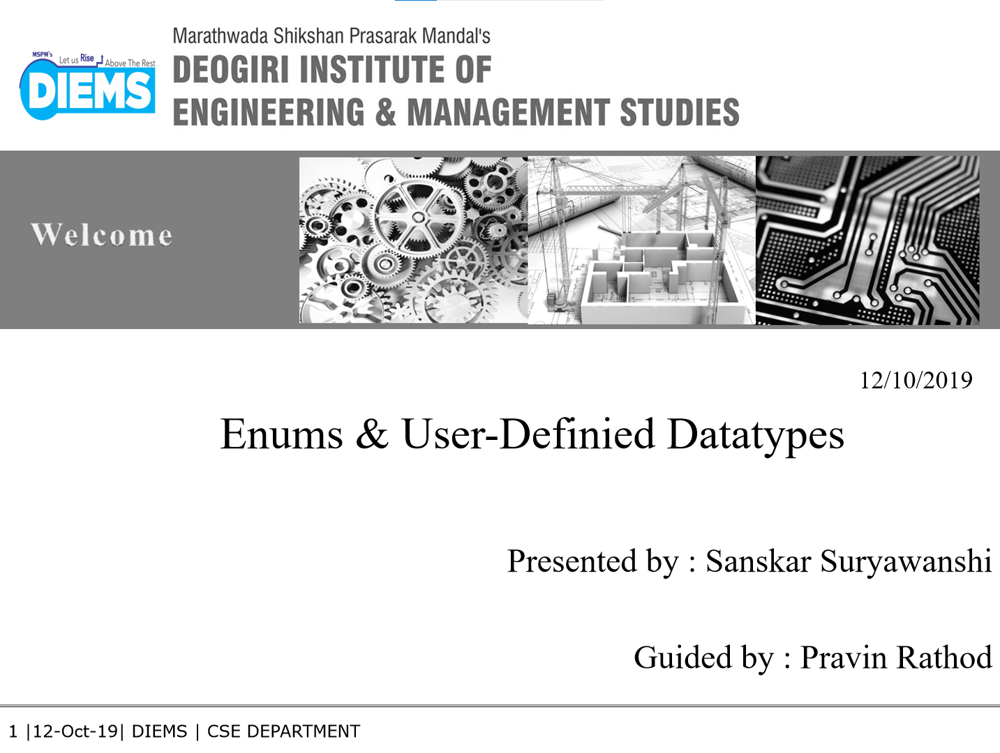 MSPM's
Let us Rise Above The Rest
DIEMS
Marathwada Shikshan Prasarak Mandal's
DEOGIRI INSTITUTE OF
ENGINEERING & MANAGEMENT STUDIES
Welcome
12/10/2019
Enums & User-Definied Datatypes
Presented by : Sanskar Suryawanshi
Guided by : Pravin Rathod
1 |12-Oct-19| DIEMS | CSE DEPARTMENT